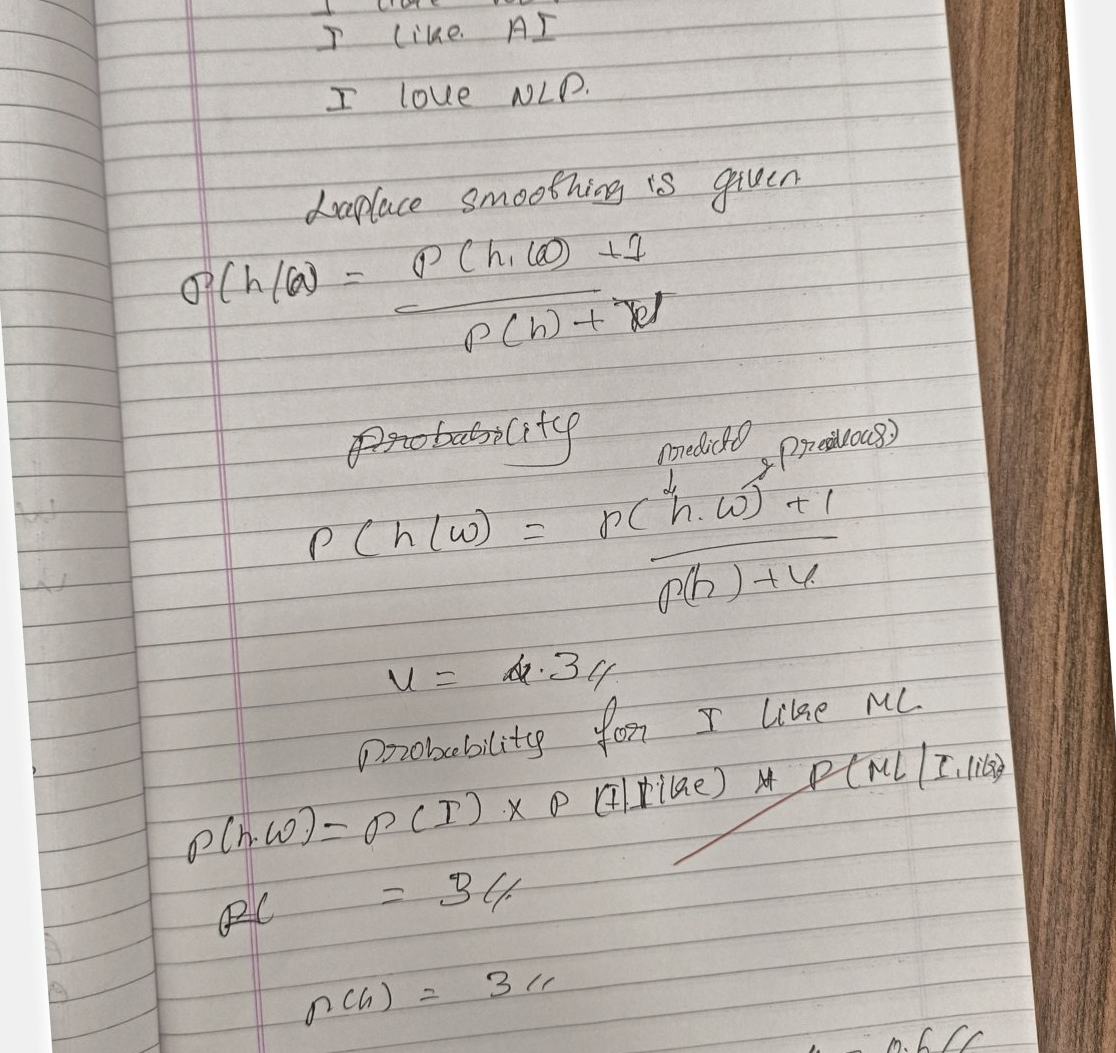 I like AI
I love NLP.
Laplace smoothing is given
P(h/ω) = P(h, ω) + 1
P(h) +
Probability
predictd previous)
P(h/ω) = P(h. ω) + 1
P(h) + V.
V = 3 //.
Probability for I like ML.
P(h.ω) = P(I) × P (I like) P(ML | I, like)
P( = 3 //.
P(h) = 3 //